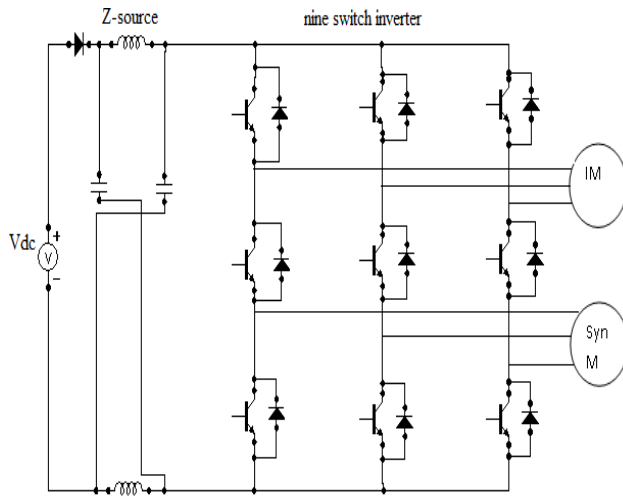 Z-source
nine switch inverter
IM
Vdc
+
V
−
Syn
M